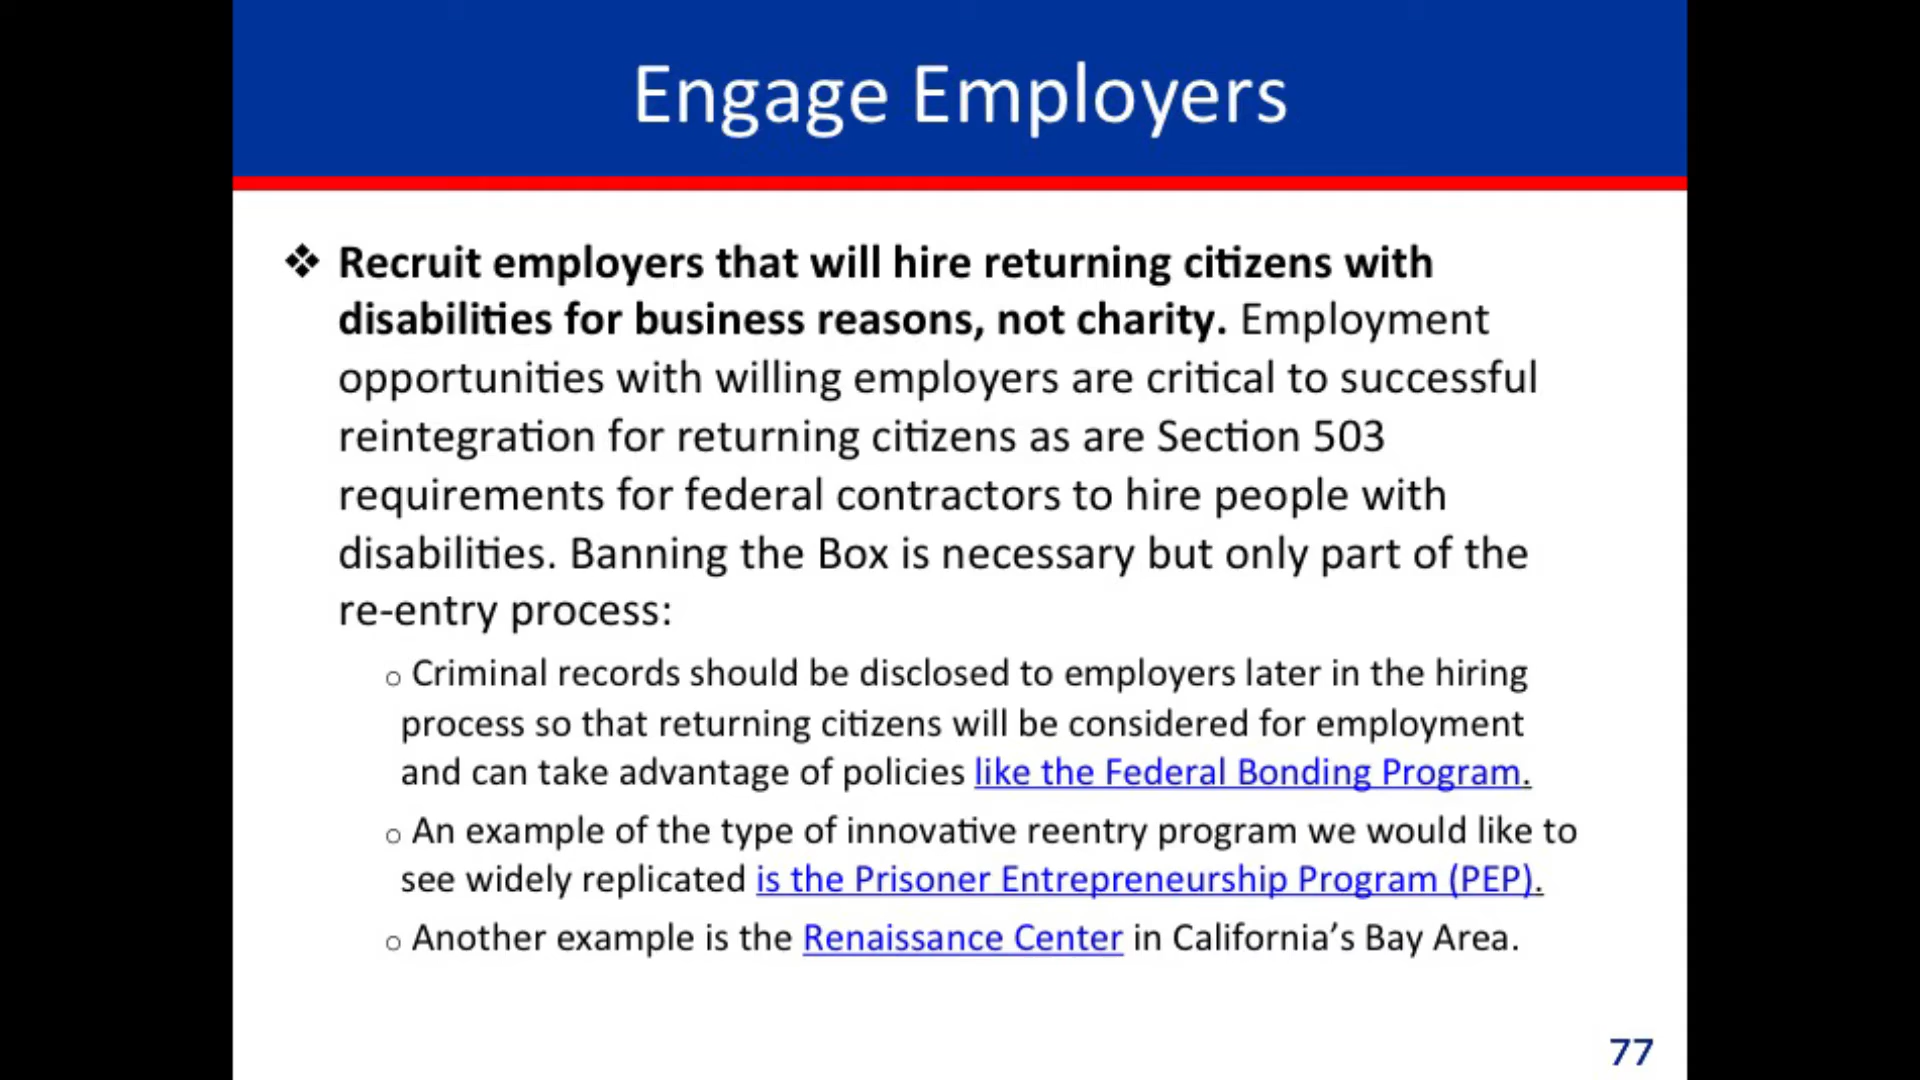 Engage Employers
❖ Recruit employers that will hire returning citizens with
disabilities for business reasons, not charity. Employment
opportunities with willing employers are critical to successful
reintegration for returning citizens as are Section 503
requirements for federal contractors to hire people with
disabilities. Banning the Box is necessary but only part of the
re-entry process:
o Criminal records should be disclosed to employers later in the hiring
process so that returning citizens will be considered for employment
and can take advantage of policies like the Federal Bonding Program.
o An example of the type of innovative reentry program we would like to
see widely replicated is the Prisoner Entrepreneurship Program (PEP).
o Another example is the Renaissance Center in California’s Bay Area.
77